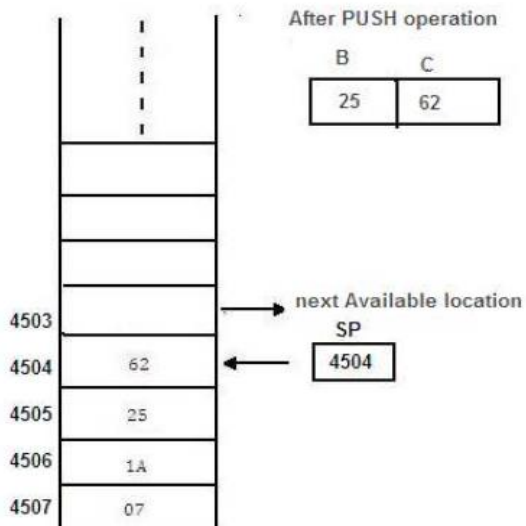 After PUSH operation
B C
25 62
next Available location
4503
SP
4504 62 4504
4505 25
4506 1A
4507 07